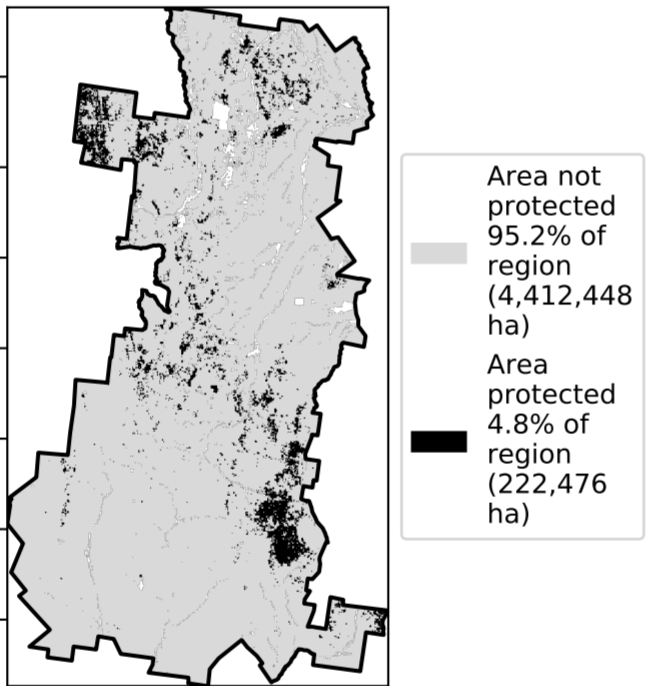 Area not
protected
95.2% of
region
(4,412,448
ha)
Area
protected
4.8% of
region
(222,476
ha)